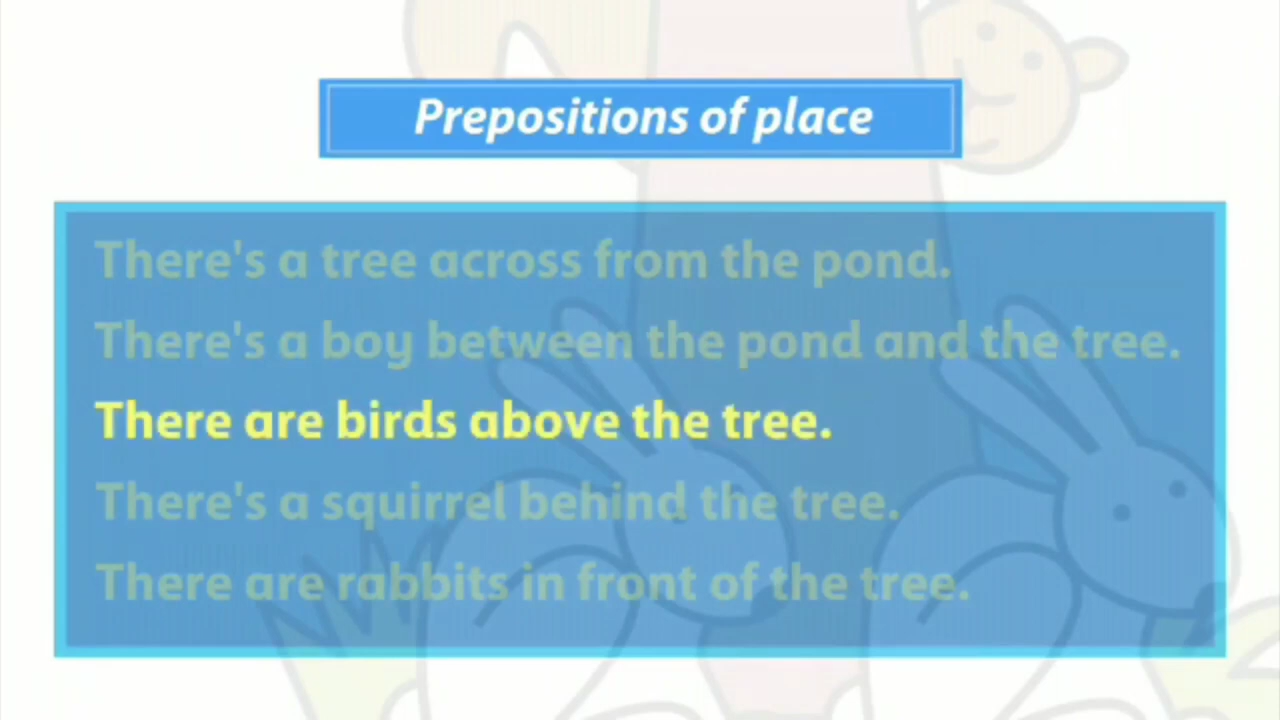 Prepositions of place
There's a tree across from the pond.
There's a boy between the pond and the tree.
There are birds above the tree.
There's a squirrel behind the tree.
There are rabbits in front of the tree.